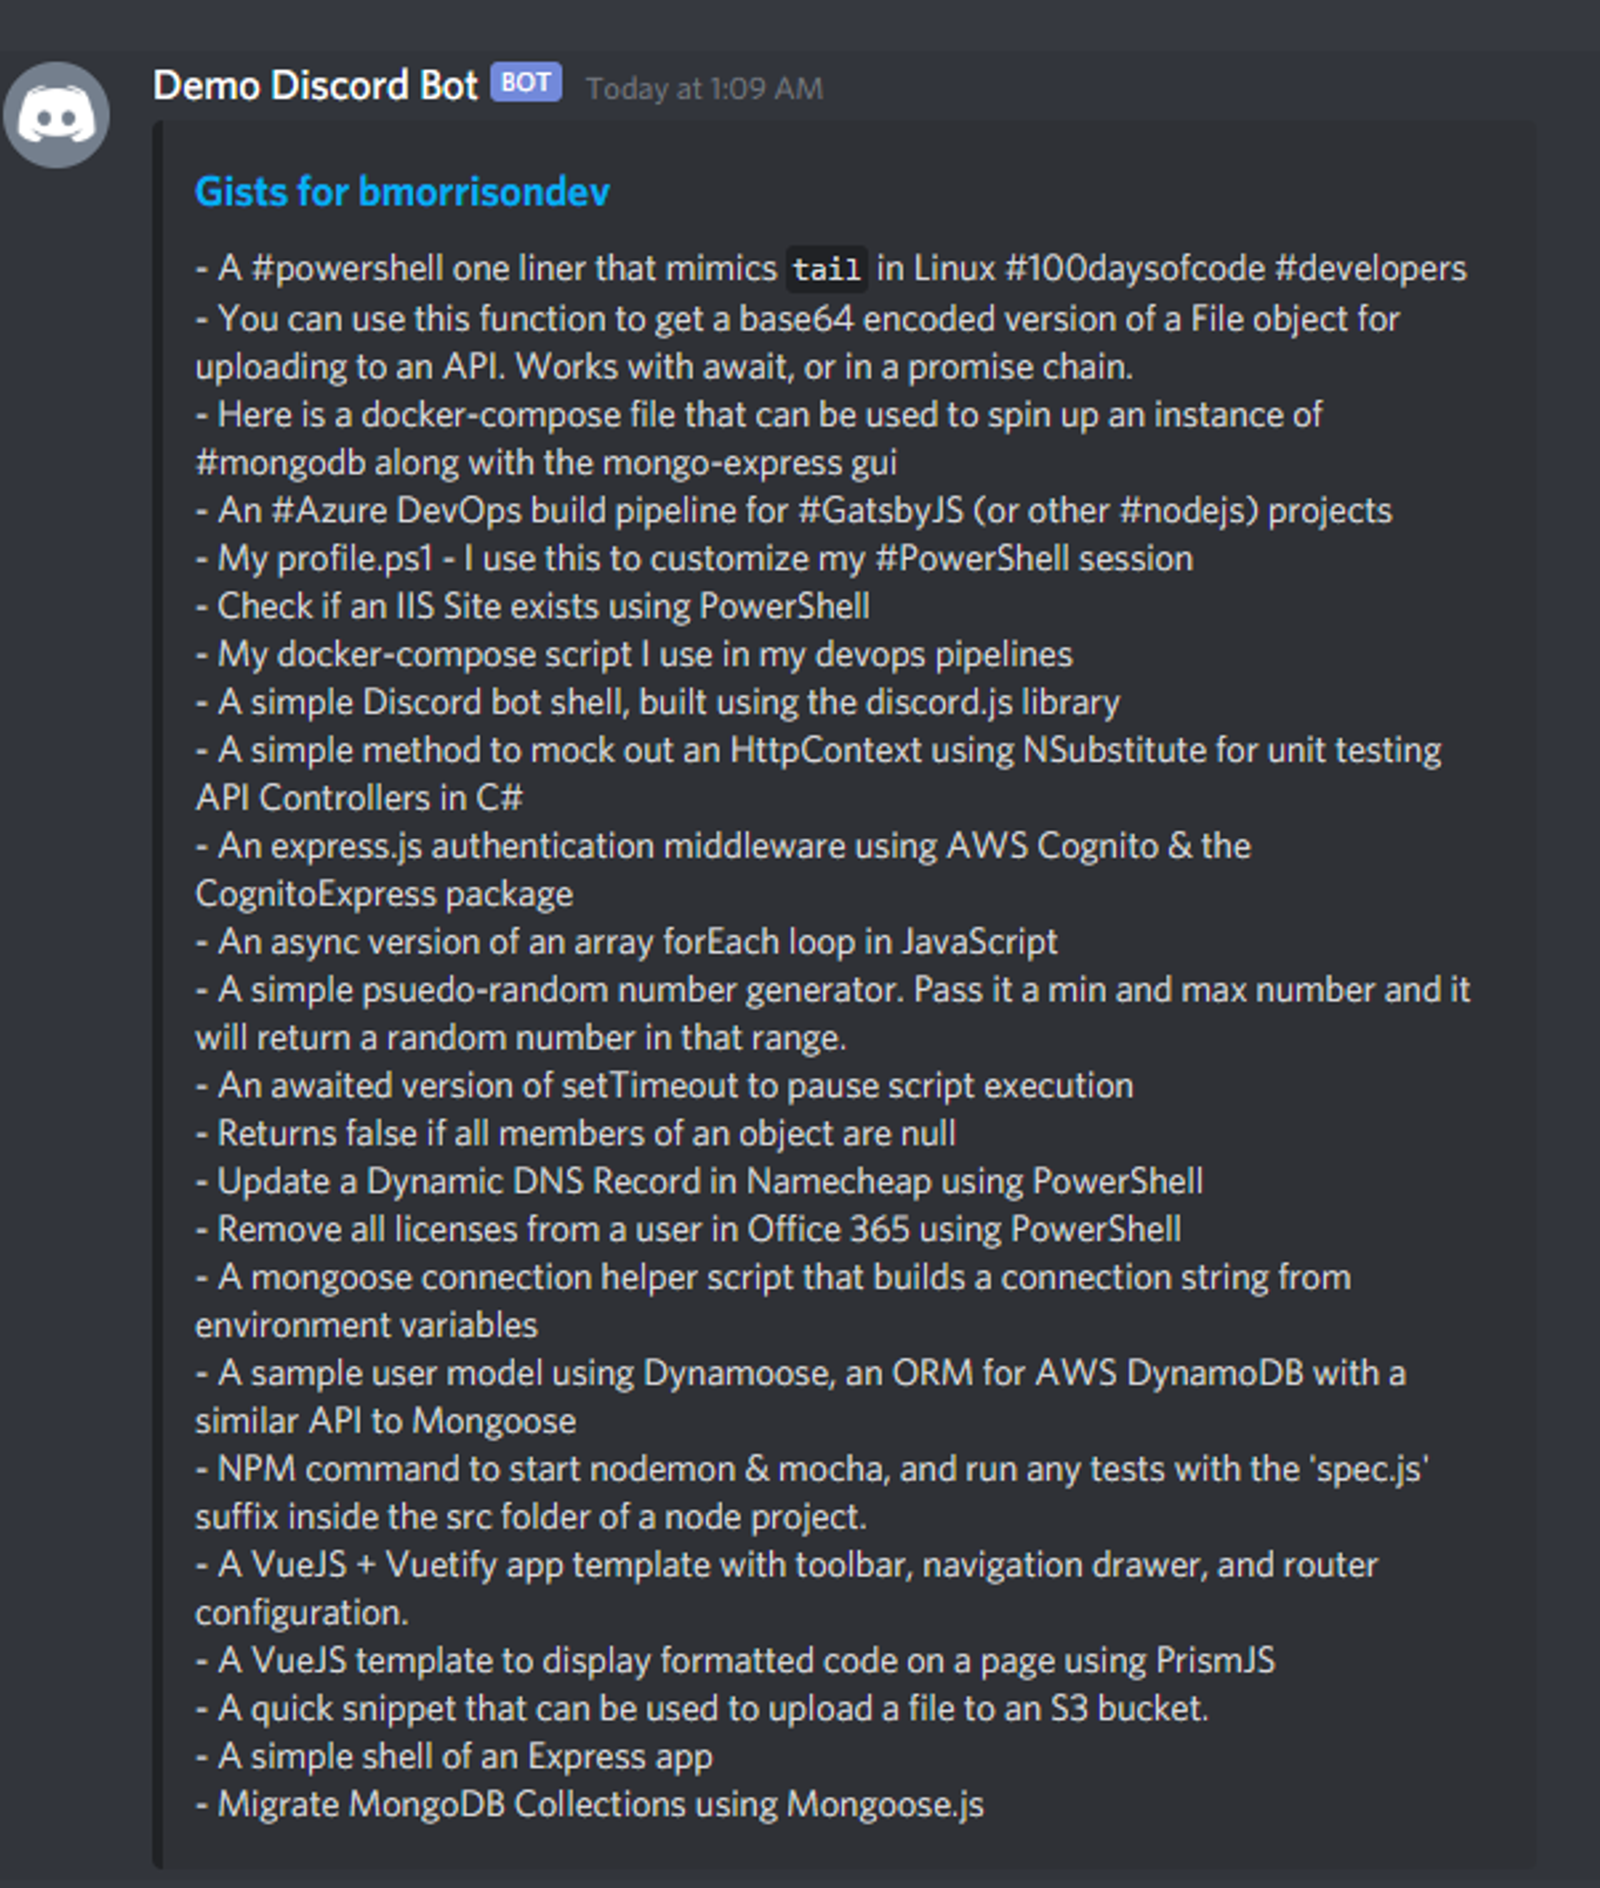 Demo Discord Bot BOT Today at 1:09 AM
Gists for bmorrisondev
- A #powershell one liner that mimics tail in Linux #100daysofcode #developers
- You can use this function to get a base64 encoded version of a File object for
uploading to an API. Works with await, or in a promise chain.
- Here is a docker-compose file that can be used to spin up an instance of
#mongodb along with the mongo-express gui
- An #Azure DevOps build pipeline for #GatsbyJS (or other #nodejs) projects
- My profile.ps1 - I use this to customize my #PowerShell session
- Check if an IIS Site exists using PowerShell
- My docker-compose script I use in my devops pipelines
- A simple Discord bot shell, built using the discord.js library
- A simple method to mock out an HttpContext using NSubstitute for unit testing
API Controllers in C#
- An express.js authentication middleware using AWS Cognito & the
CognitoExpress package
- An async version of an array forEach loop in JavaScript
- A simple psuedo-random number generator. Pass it a min and max number and it
will return a random number in that range.
- An awaited version of setTimeout to pause script execution
- Returns false if all members of an object are null
- Update a Dynamic DNS Record in Namecheap using PowerShell
- Remove all licenses from a user in Office 365 using PowerShell
- A mongoose connection helper script that builds a connection string from
environment variables
- A sample user model using Dynamoose, an ORM for AWS DynamoDB with a
similar API to Mongoose
- NPM command to start nodemon & mocha, and run any tests with the 'spec.js'
suffix inside the src folder of a node project.
- A VueJS + Vuetify app template with toolbar, navigation drawer, and router
configuration.
- A VueJS template to display formatted code on a page using PrismJS
- A quick snippet that can be used to upload a file to an S3 bucket.
- A simple shell of an Express app
- Migrate MongoDB Collections using Mongoose.js